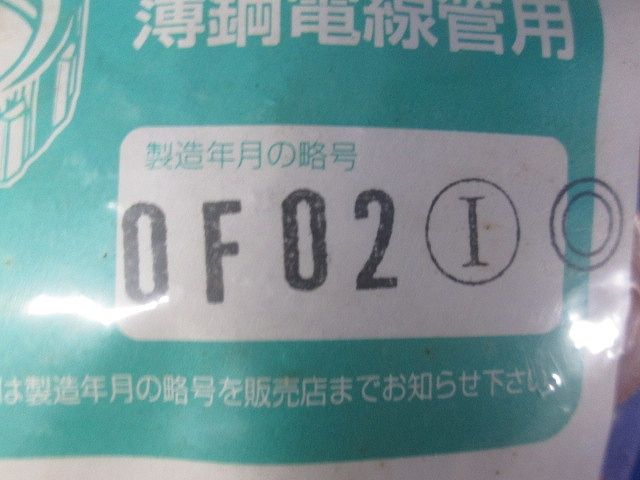 薄鋼電線管用
製造年月の略号
0F02 Ⓘ ◎
は製造年月の略号を販売店までお知らせ下さい